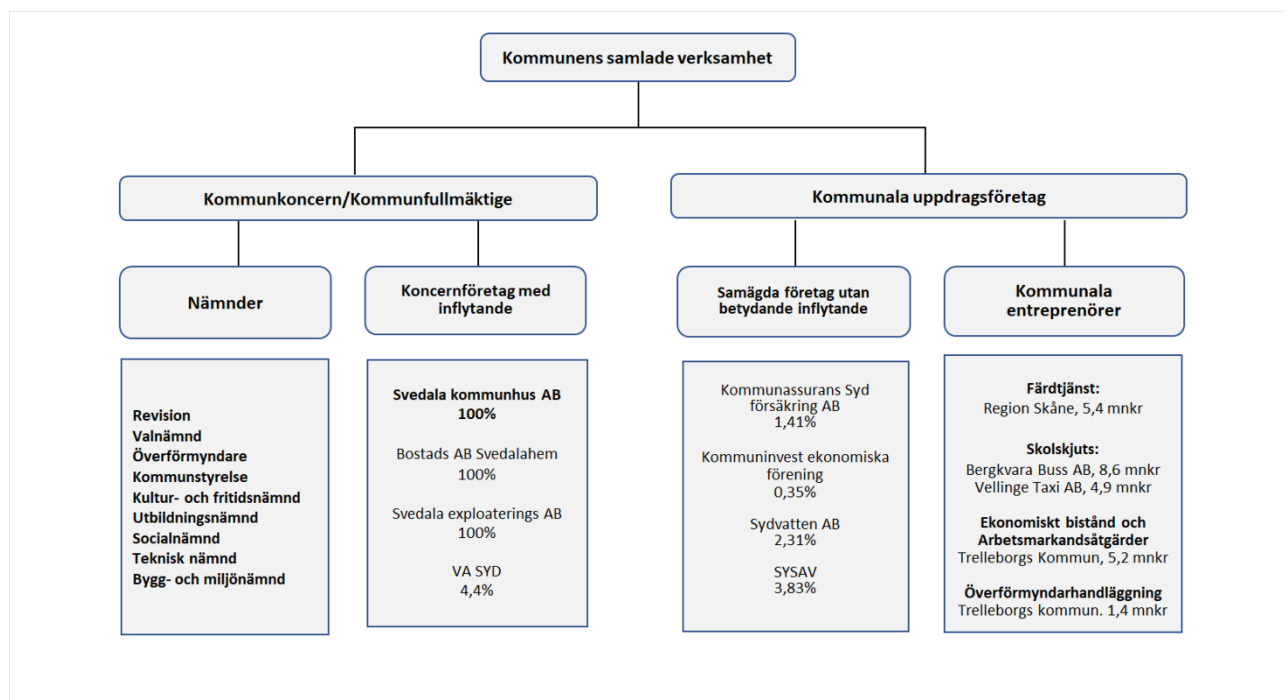 Kommunens samlade verksamhet
Kommunkoncern/Kommunfullmäktige
Kommunala uppdragsföretag
Nämnder
Koncernföretag med
inflytande
Samägda företag utan
betydande inflytande
Kommunala
entreprenörer
Revision
Valnämnd
Överförmyndare
Kommunstyrelse
Kultur- och fritidsnämnd
Utbildningsnämnd
Socialnämnd
Teknisk nämnd
Bygg- och miljönämnd
Svedala kommunhus AB
100%
Bostads AB Svedalahem
100%
Svedala exploaterings AB
100%
VA SYD
4,4%
Kommunassurans Syd
försäkring AB
1,41%
Kommuninvest ekonomiska
förening
0,35%
Sydvatten AB
2,31%
SYSAV
3,83%
Färdtjänst:
Region Skåne, 5,4 mnkr
Skolskjuts:
Bergkvara Buss AB, 8,6 mnkr
Vellinge Taxi AB, 4,9 mnkr
Ekonomiskt bistånd och
Arbetsmarkandsåtgärder
Trelleborgs Kommun, 5,2 mnkr
Överförmyndarhandläggning
Trelleborgs kommun. 1,4 mnkr